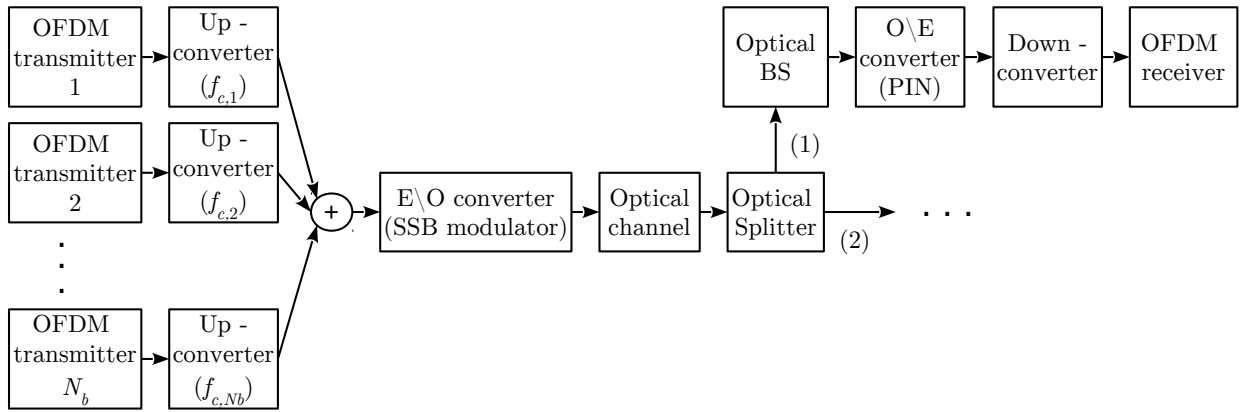 OFDM
transmitter
1
Up -
converter
(f_{c,1})
OFDM
transmitter
2
Up -
converter
(f_{c,2})
OFDM
transmitter
N_b
Up -
converter
(f_{c,Nb})
+
E\O converter
(SSB modulator)
Optical
channel
Optical
Splitter
(1)
(2)
. . .
Optical
BS
O\E
converter
(PIN)
Down -
converter
OFDM
receiver